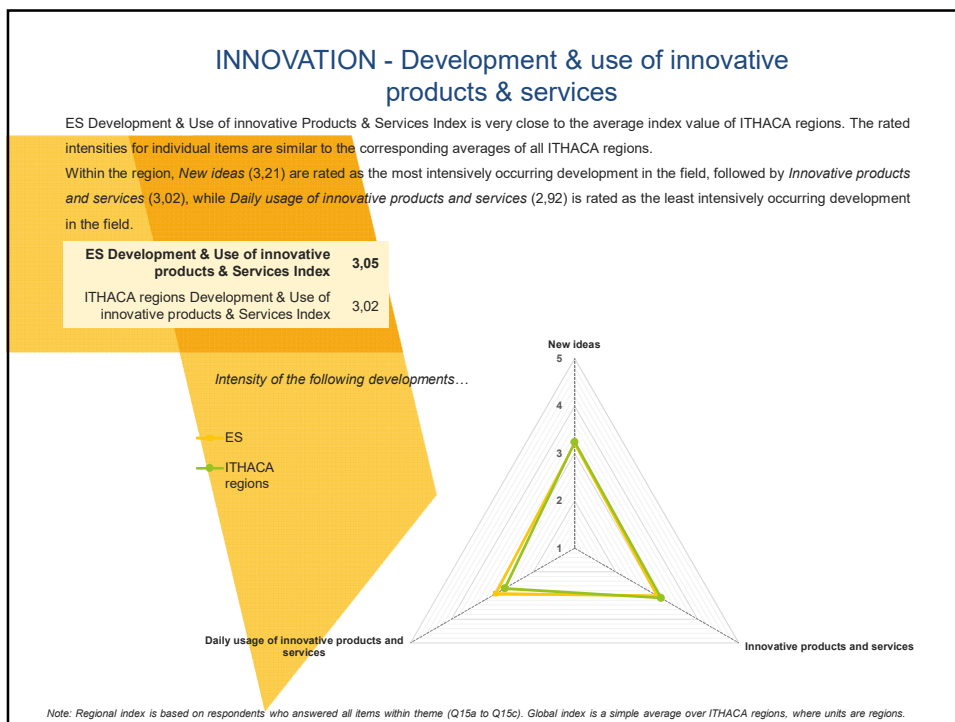 INNOVATION - Development & use of innovative
products & services
ES Development & Use of innovative Products & Services Index is very close to the average index value of ITHACA regions. The rated
intensities for individual items are similar to the corresponding averages of all ITHACA regions.
Within the region, New ideas (3,21) are rated as the most intensively occurring development in the field, followed by Innovative products
and services (3,02), while Daily usage of innovative products and services (2,92) is rated as the least intensively occurring development
in the field.
ES Development & Use of innovative
products & Services Index 3,05
ITHACA regions Development & Use of
innovative products & Services Index 3,02
Intensity of the following developments…
ES
ITHACA
regions
New ideas
5
4
3
2
1
Daily usage of innovative products and
services
Innovative products and services
Note: Regional index is based on respondents who answered all items within theme (Q15a to Q15c). Global index is a simple average over ITHACA regions, where units are regions.